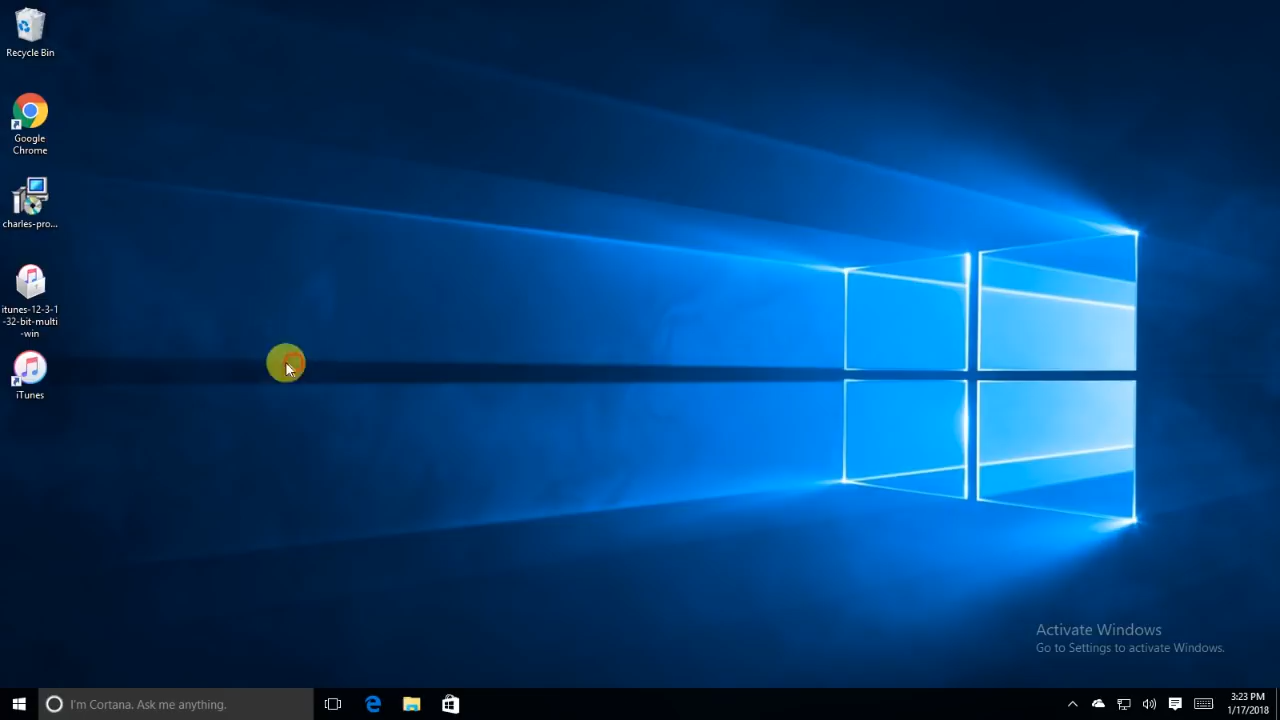 Recycle Bin
Google
Chrome
charles-pro...
itunes-12-3-1
-32-bit-multi
-win
iTunes
Activate Windows
Go to Settings to activate Windows.
I'm Cortana. Ask me anything.
3:23 PM
1/17/2018